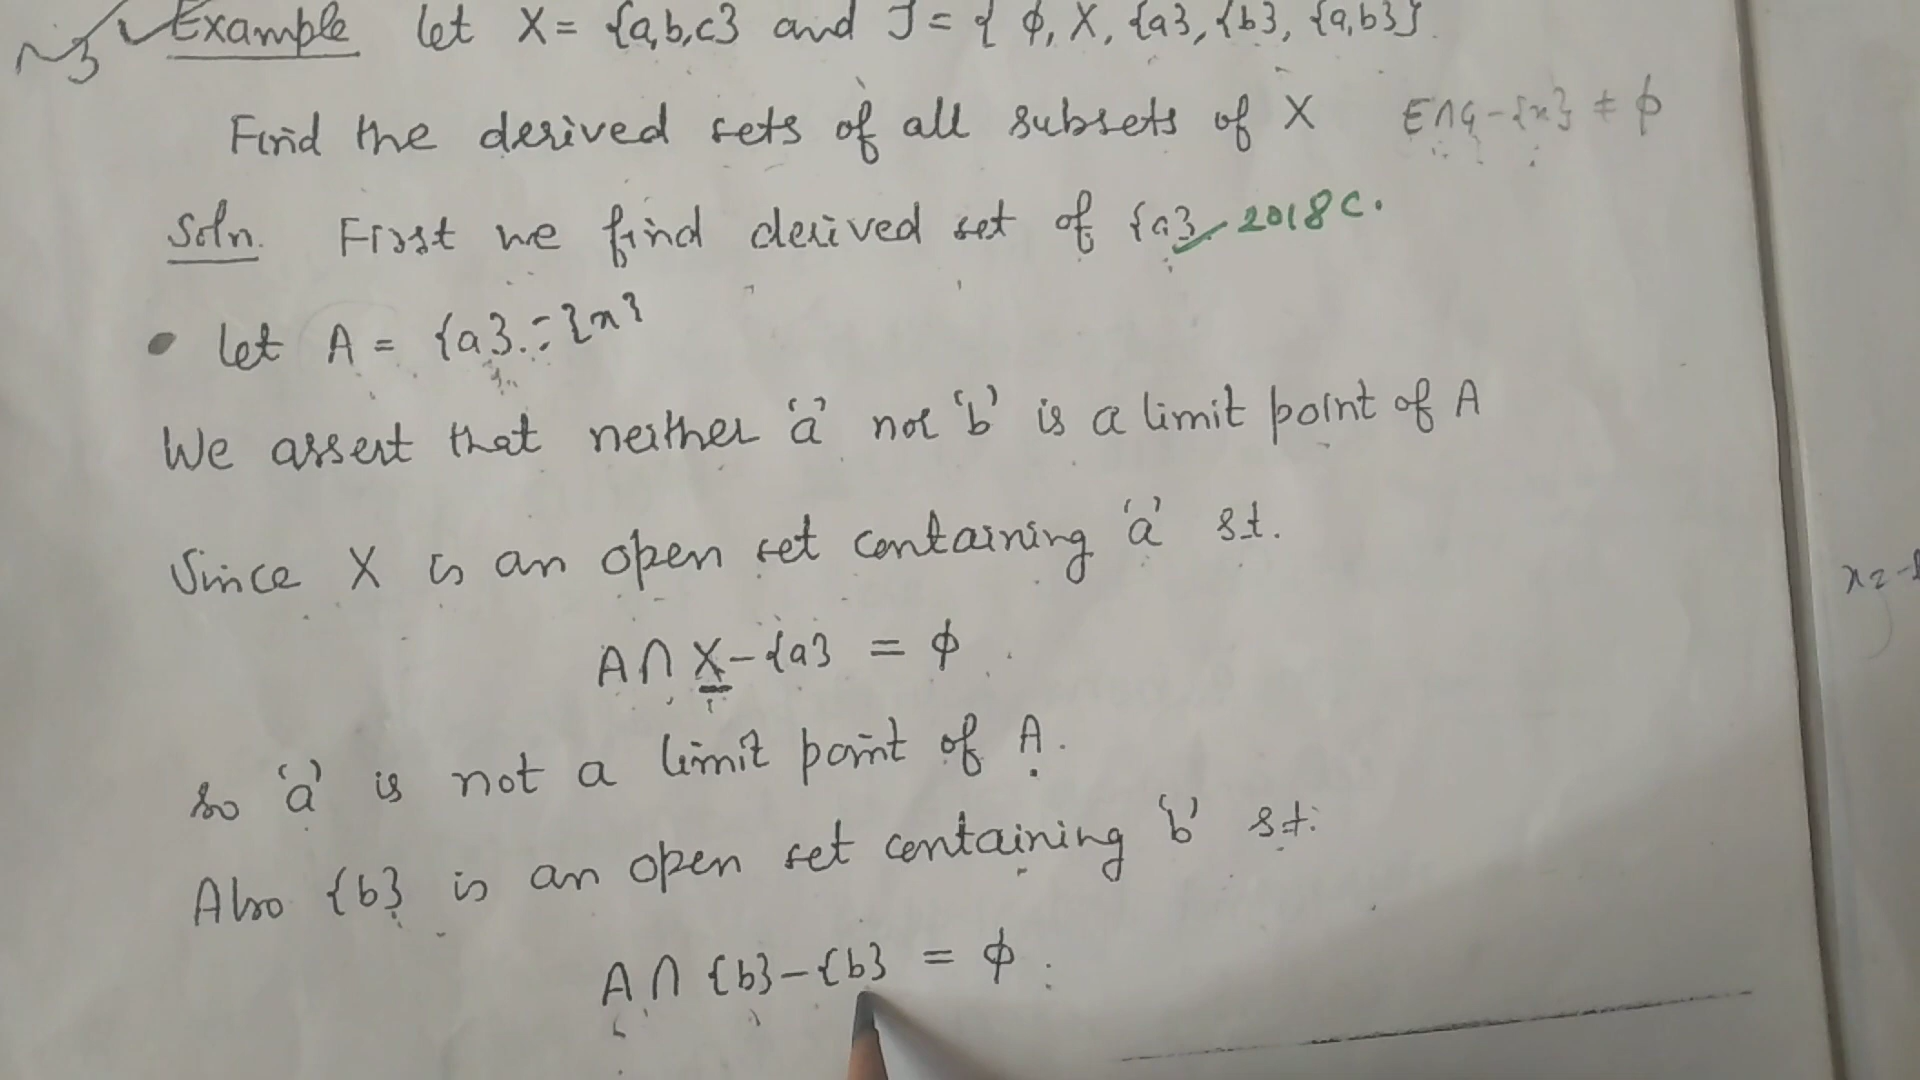 Example let X = {a,b,c} and J = { φ, X, {a}, {b}, {a,b}}.
Find the derived sets of all subsets of X E∩G-{x} ≠ φ
Soln. First we find derived set of {a} 2018 C.
• let A = {a}. = {x}
We assert that neither 'a' nor 'b' is a limit point of A
Since X is an open set containing 'a' s.t.
A∩ X-{a} = φ.
so 'a' is not a limit point of A.
Also {b} is an open set containing 'b' s.t.
A∩ {b}-{b} = φ.